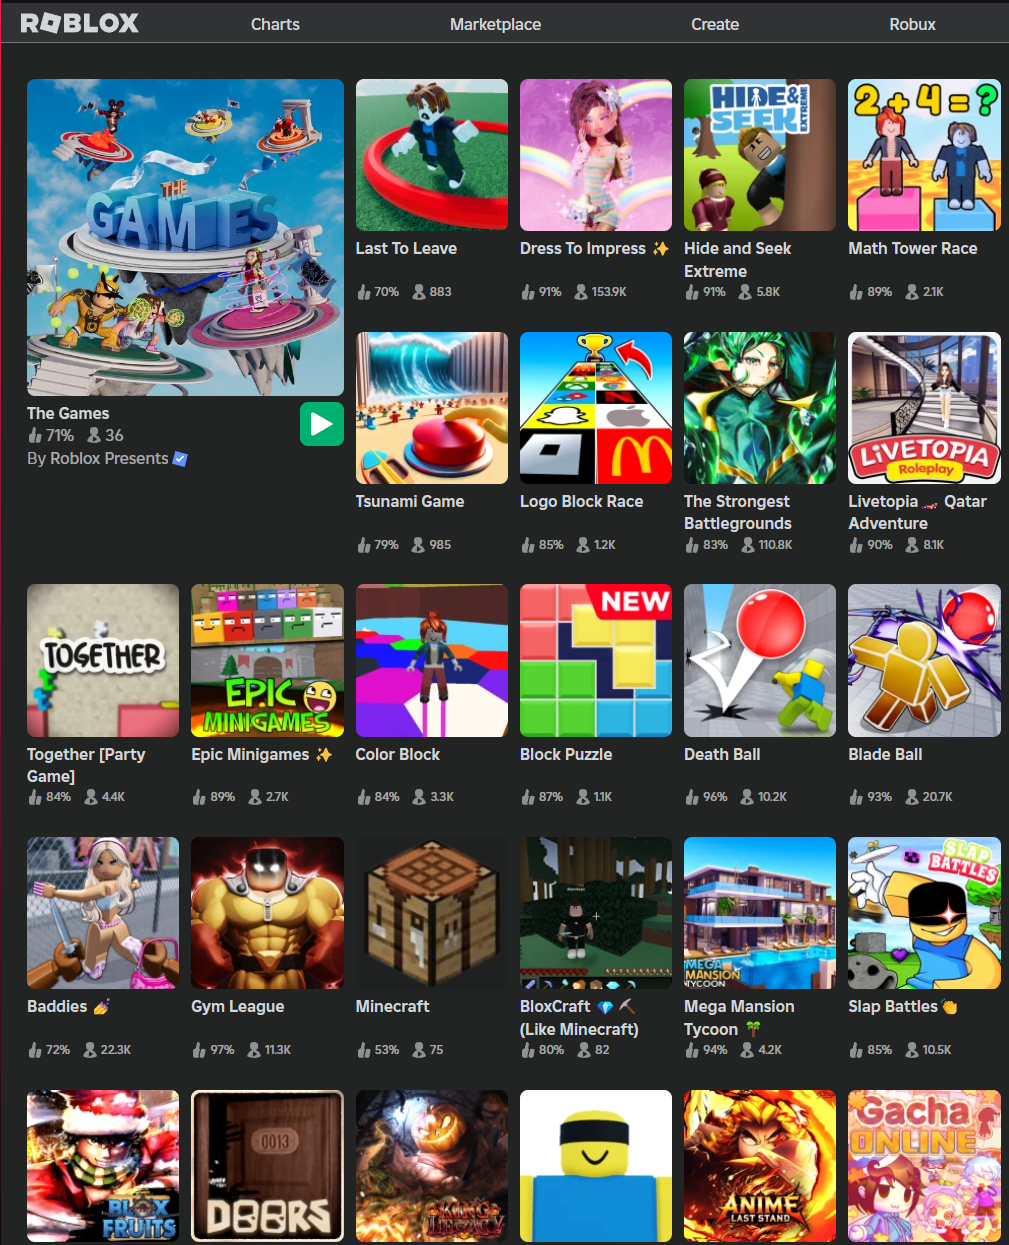 ROBLOX
Charts
Marketplace
Create
Robux
THE
GAMES
The Games
71% 36
By Roblox Presents
Last To Leave
70% 883
Dress To Impress ✨
91% 153.9K
HIDE &
SEEK
EXTREME
Hide and Seek
Extreme
91% 5.8K
2 + 4 = ?
Math Tower Race
89% 2.1K
Tsunami Game
79% 985
Logo Block Race
85% 1.2K
The Strongest
Battlegrounds
83% 110.8K
LIVETOPIA
Roleplay
Livetopia 🏎️ Qatar
Adventure
90% 8.1K
TOGETHER
Together [Party
Game]
84% 4.4K
EPIC
MINIGAMES
Epic Minigames ✨
89% 2.7K
Color Block
84% 3.3K
NEW
Block Puzzle
87% 1.1K
Death Ball
96% 10.2K
Blade Ball
93% 20.7K
Baddies 💅
72% 22.3K
Gym League
97% 11.3K
Minecraft
53% 75
BloxCraft 💎 ⛏️
(Like Minecraft)
80% 82
MEGA
MANSION
TYCOON
Mega Mansion
Tycoon 🌴
94% 4.2K
SLAP
BATTLES
Slap Battles👏
85% 10.5K
BLOX
FRUITS
0013
DOORS
KING
LEGACY
ANIME
LAST STAND
Gacha
ONLINE